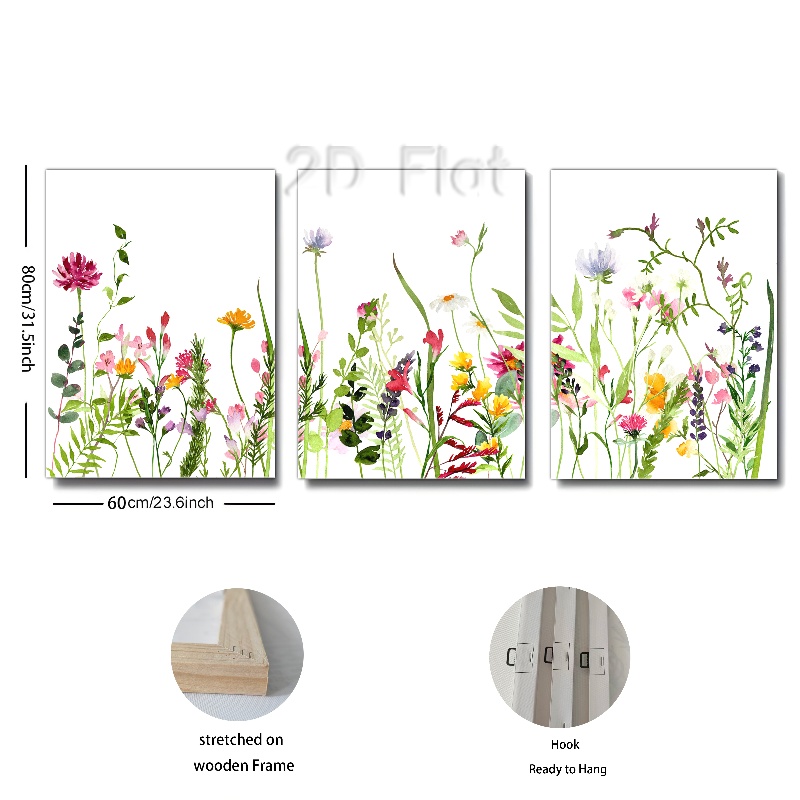 2D Flat
80cm/31.5inch
60cm/23.6inch
stretched on
wooden Frame
Hook
Ready to Hang